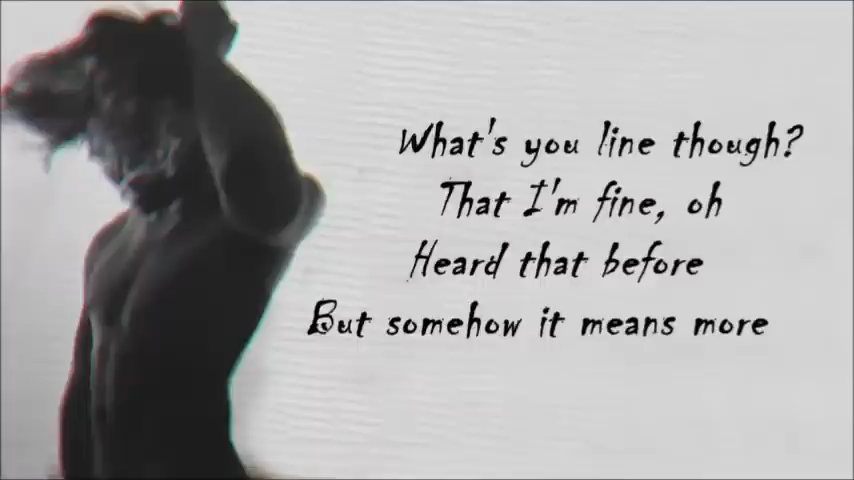 What's you line though?
That I'm fine, oh
Heard that before
But somehow it means more